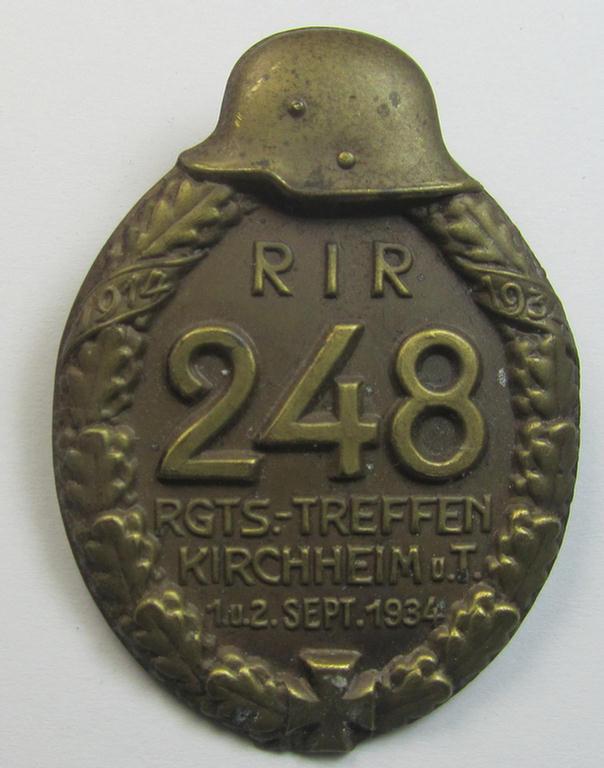 RIR
1914
248
RGTS.-TREFFEN
KIRCHHEIM u.T.
1.u.2. SEPT. 1934